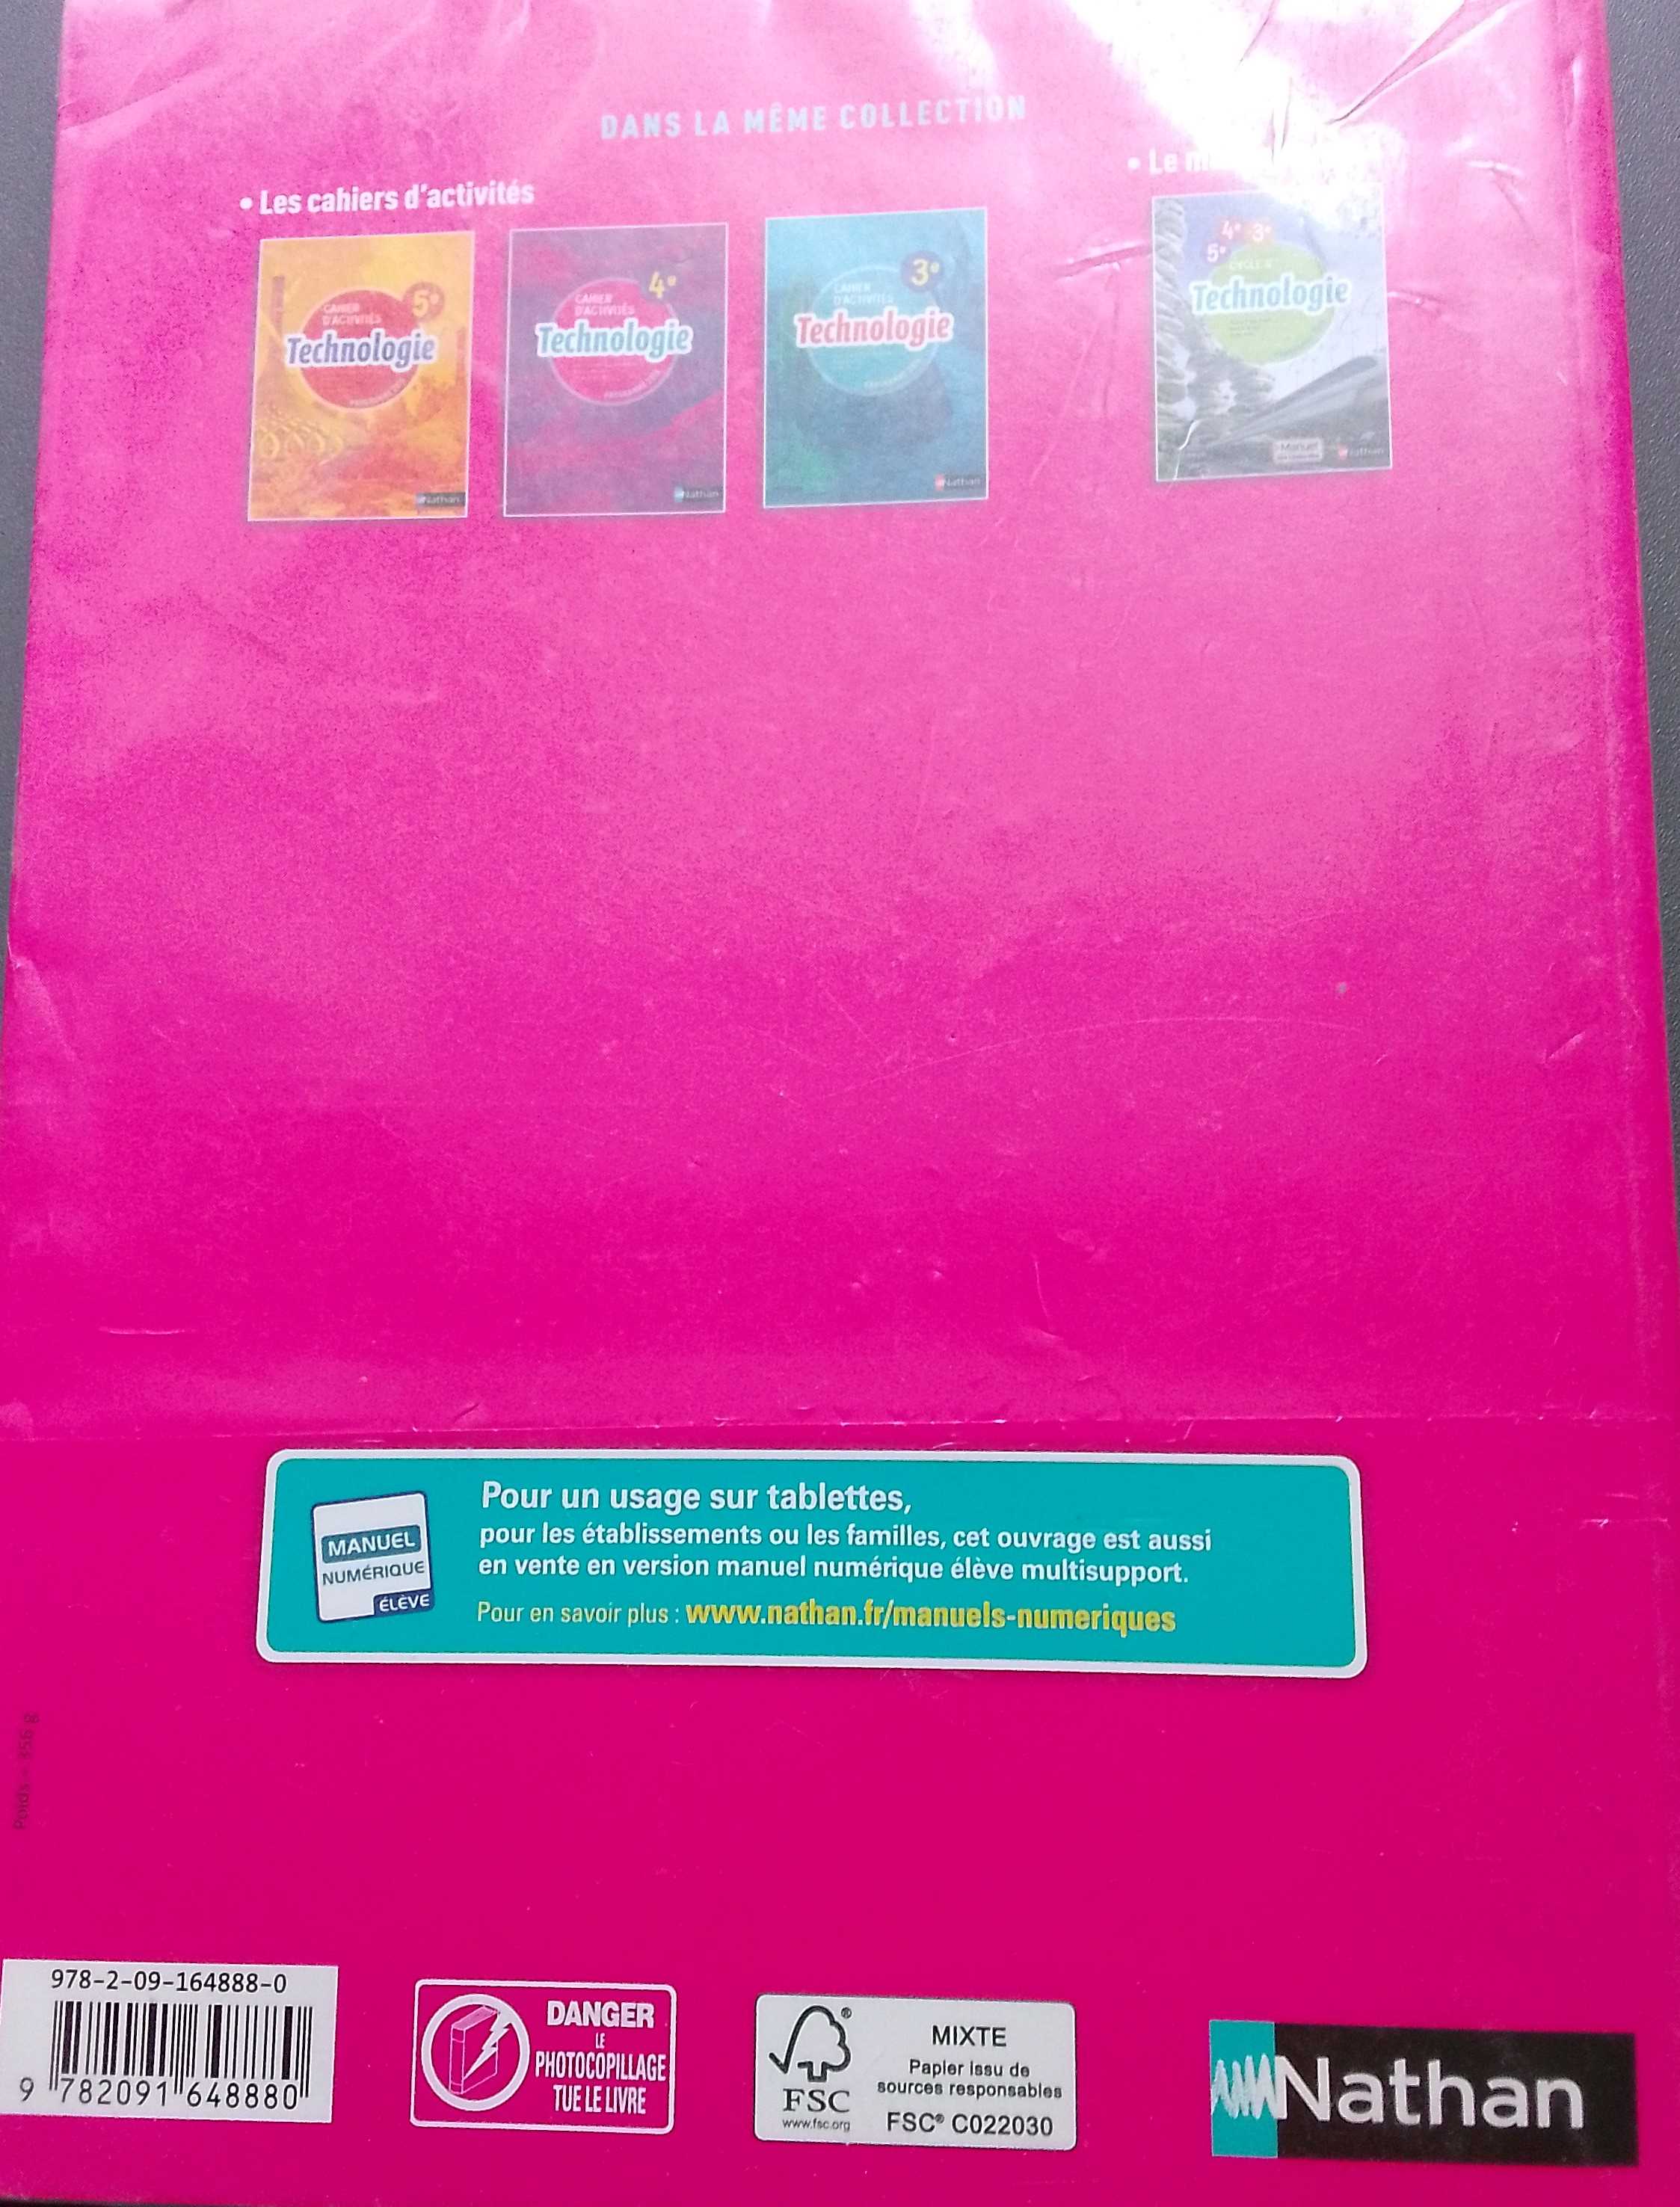 DANS LA MÊME COLLECTION
• Les cahiers d'activités
• Le
CAHIER
D'ACTIVITÉS
5e
Technologie
Nathan
CAHIER
D'ACTIVITÉS
4e
Technologie
Nathan
CAHIER
D'ACTIVITÉS
3e
Technologie
Nathan
4e 3e
5e
CYCLE 4
Technologie
Manuel
Nathan
MANUEL
NUMÉRIQUE
ÉLÈVE
Pour un usage sur tablettes,
pour les établissements ou les familles, cet ouvrage est aussi
en vente en version manuel numérique élève multisupport.
Pour en savoir plus : www.nathan.fr/manuels-numeriques
Poids = 356 g
978-2-09-164888-0
9 782091 648880
DANGER
LE
PHOTOCOPILLAGE
TUE LE LIVRE
FSC
www.fsc.org
MIXTE
Papier issu de
sources responsables
FSC® C022030
Nathan